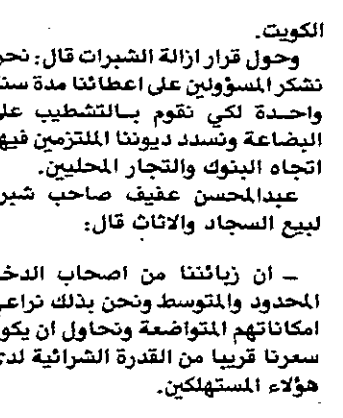 الكويت.
وحول قرار ازالة الشبرات قال: نحن
نشكر المسؤولين على اعطائنا مدة سنة
واحدة لكي نقوم بالتشطيب على
البضاعة ونسدد ديوننا الملتزمين فيها
اتجاه البنوك والتجار المحليين.
عبدالمحسن عفيف صاحب شبرة
لبيع السجاد والاثاث قال:
ــ ان زبائننا من اصحاب الدخل
المحدود والمتوسط ونحن بذلك نراعي
امكاناتهم المتواضعة ونحاول ان يكون
سعرنا قريبا من القدرة الشرائية لدى
هؤلاء المستهلكين.